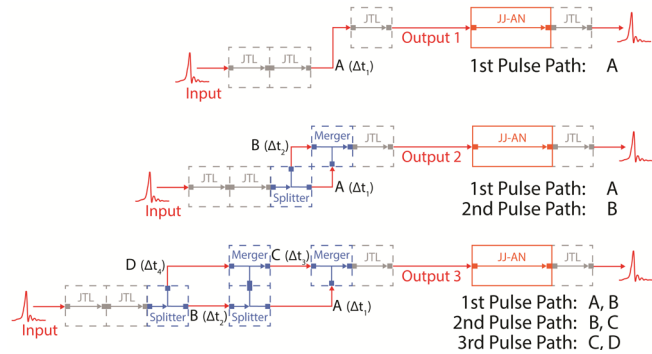 JTL
Output 1
JJ-AN
JTL
JTL
JTL
A (Δt₁)
Input
1st Pulse Path: A
B (Δt₂)
Merger
JTL
Output 2
JJ-AN
JTL
JTL
JTL
Splitter
A (Δt₁)
Input
1st Pulse Path: A
2nd Pulse Path: B
D (Δt₄)
Merger
C (Δt₃)
Merger
JTL
Output 3
JJ-AN
JTL
JTL
JTL
Splitter
B (Δt₂)
Splitter
A (Δt₁)
Input
1st Pulse Path: A, B
2nd Pulse Path: B, C
3rd Pulse Path: C, D